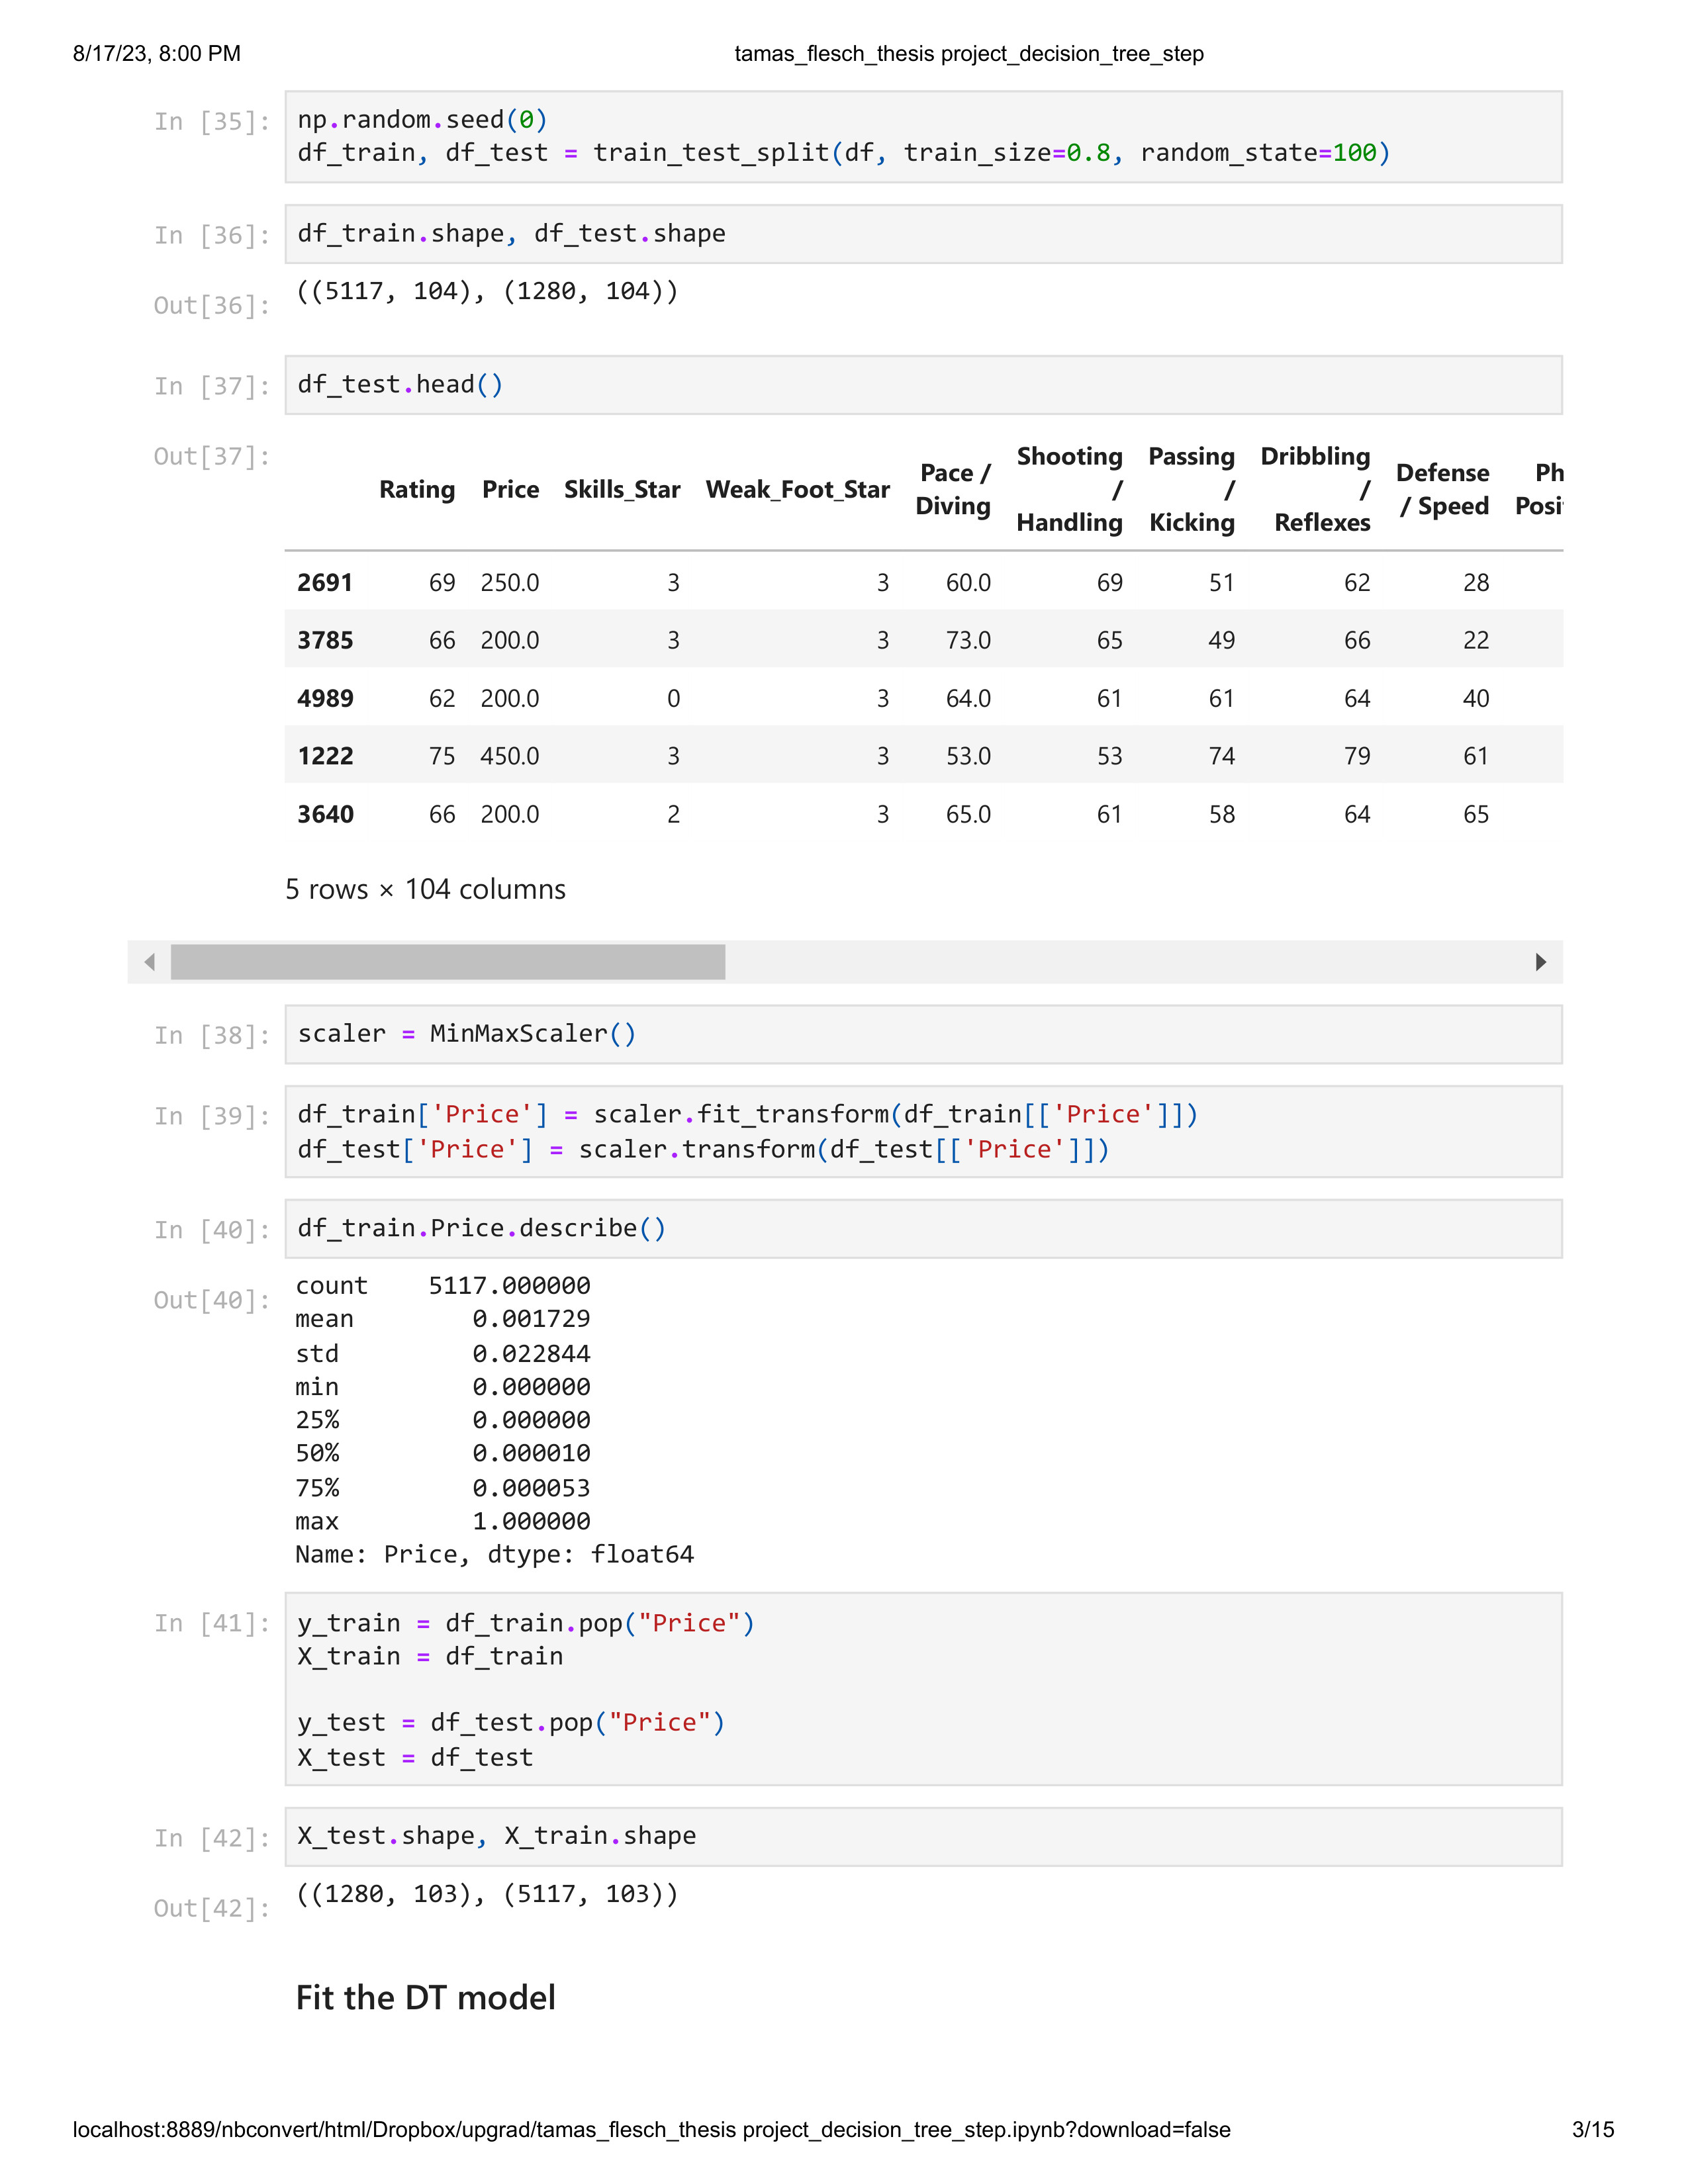 8/17/23, 8:00 PM tamas_flesch_thesis project_decision_tree_step
In [35]: np.random.seed(0)
df_train, df_test = train_test_split(df, train_size=0.8, random_state=100)
In [36]: df_train.shape, df_test.shape
Out[36]: ((5117, 104), (1280, 104))
In [37]: df_test.head()
Out[37]:
Rating Price Skills_Star Weak_Foot_Star Pace / Diving Shooting / Handling Passing / Kicking Dribbling / Reflexes Defense / Speed Ph Posi
2691 69 250.0 3 3 60.0 69 51 62 28
3785 66 200.0 3 3 73.0 65 49 66 22
4989 62 200.0 0 3 64.0 61 61 64 40
1222 75 450.0 3 3 53.0 53 74 79 61
3640 66 200.0 2 3 65.0 61 58 64 65
5 rows × 104 columns
In [38]: scaler = MinMaxScaler()
In [39]: df_train['Price'] = scaler.fit_transform(df_train[['Price']])
df_test['Price'] = scaler.transform(df_test[['Price']])
In [40]: df_train.Price.describe()
Out[40]: count 5117.000000
mean 0.001729
std 0.022844
min 0.000000
25% 0.000000
50% 0.000010
75% 0.000053
max 1.000000
Name: Price, dtype: float64
In [41]: y_train = df_train.pop("Price")
X_train = df_train
y_test = df_test.pop("Price")
X_test = df_test
In [42]: X_test.shape, X_train.shape
Out[42]: ((1280, 103), (5117, 103))
Fit the DT model
localhost:8889/nbconvert/html/Dropbox/upgrad/tamas_flesch_thesis project_decision_tree_step.ipynb?download=false 3/15